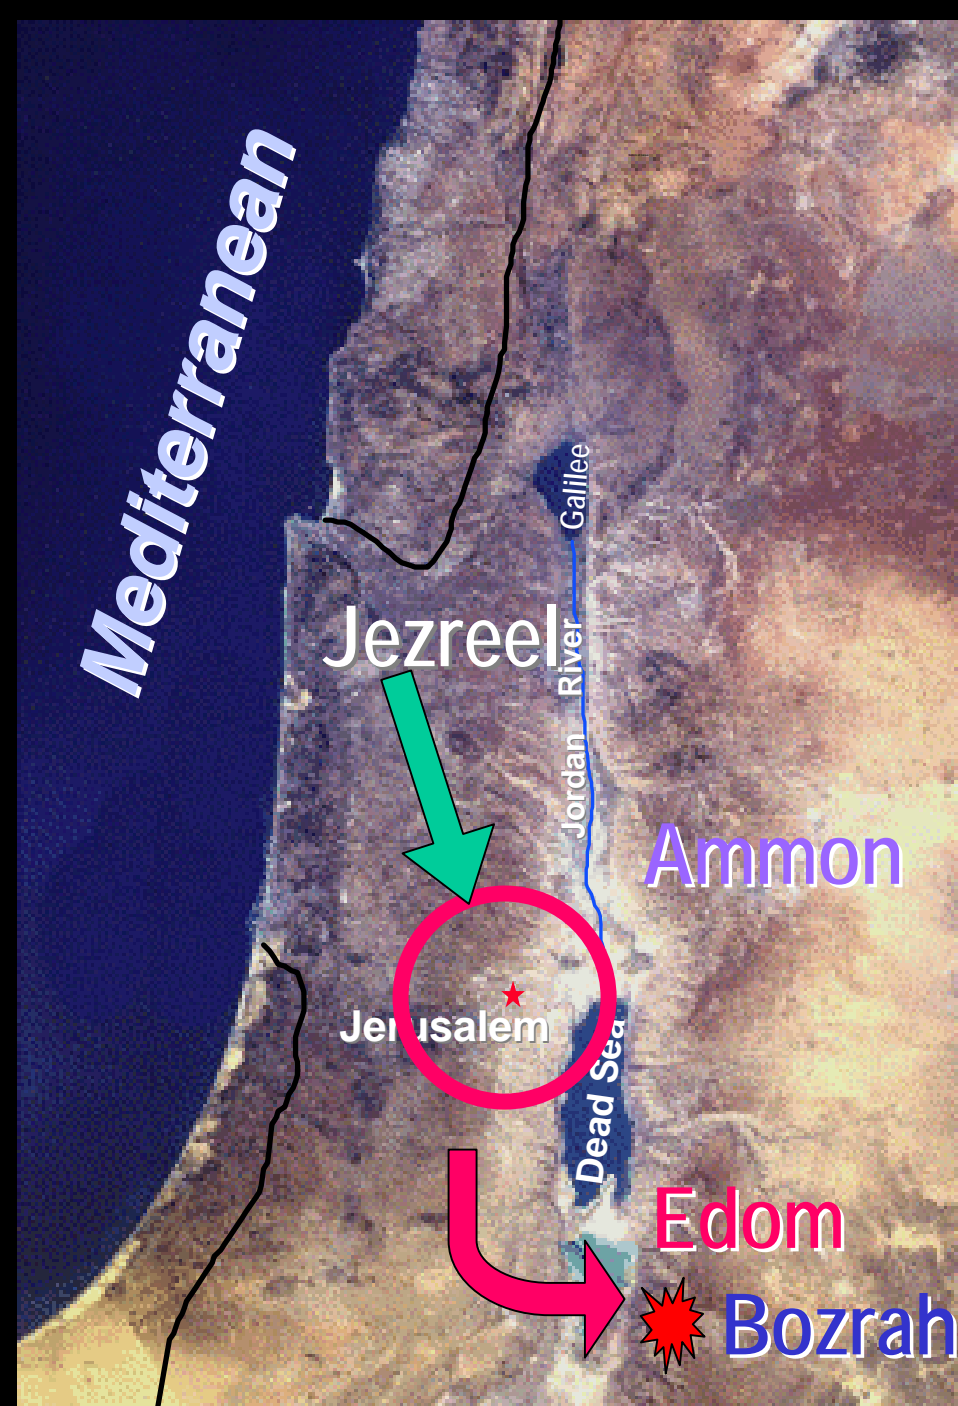 Mediterranean
Galilee
Jezreel
Jordan River
Ammon
Jerusalem
Dead Sea
Edom
Bozrah